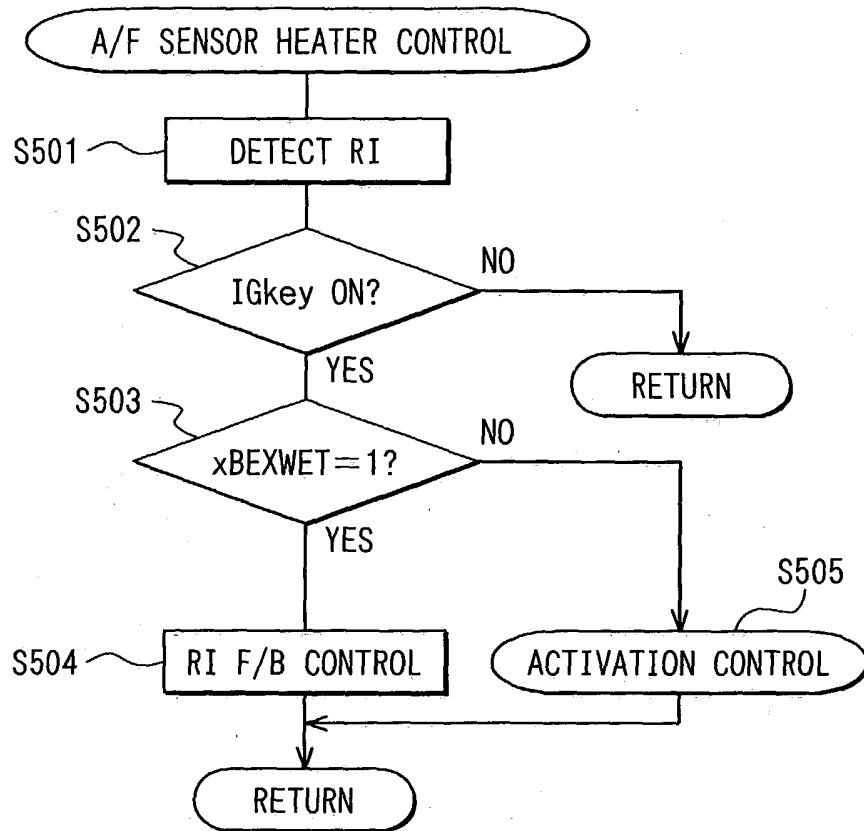 A/F SENSOR HEATER CONTROL
S501
DETECT RI
S502
IGkey ON?
NO
YES
RETURN
S503
xBEXWET=1?
NO
YES
S505
S504
RI F/B CONTROL
ACTIVATION CONTROL
RETURN